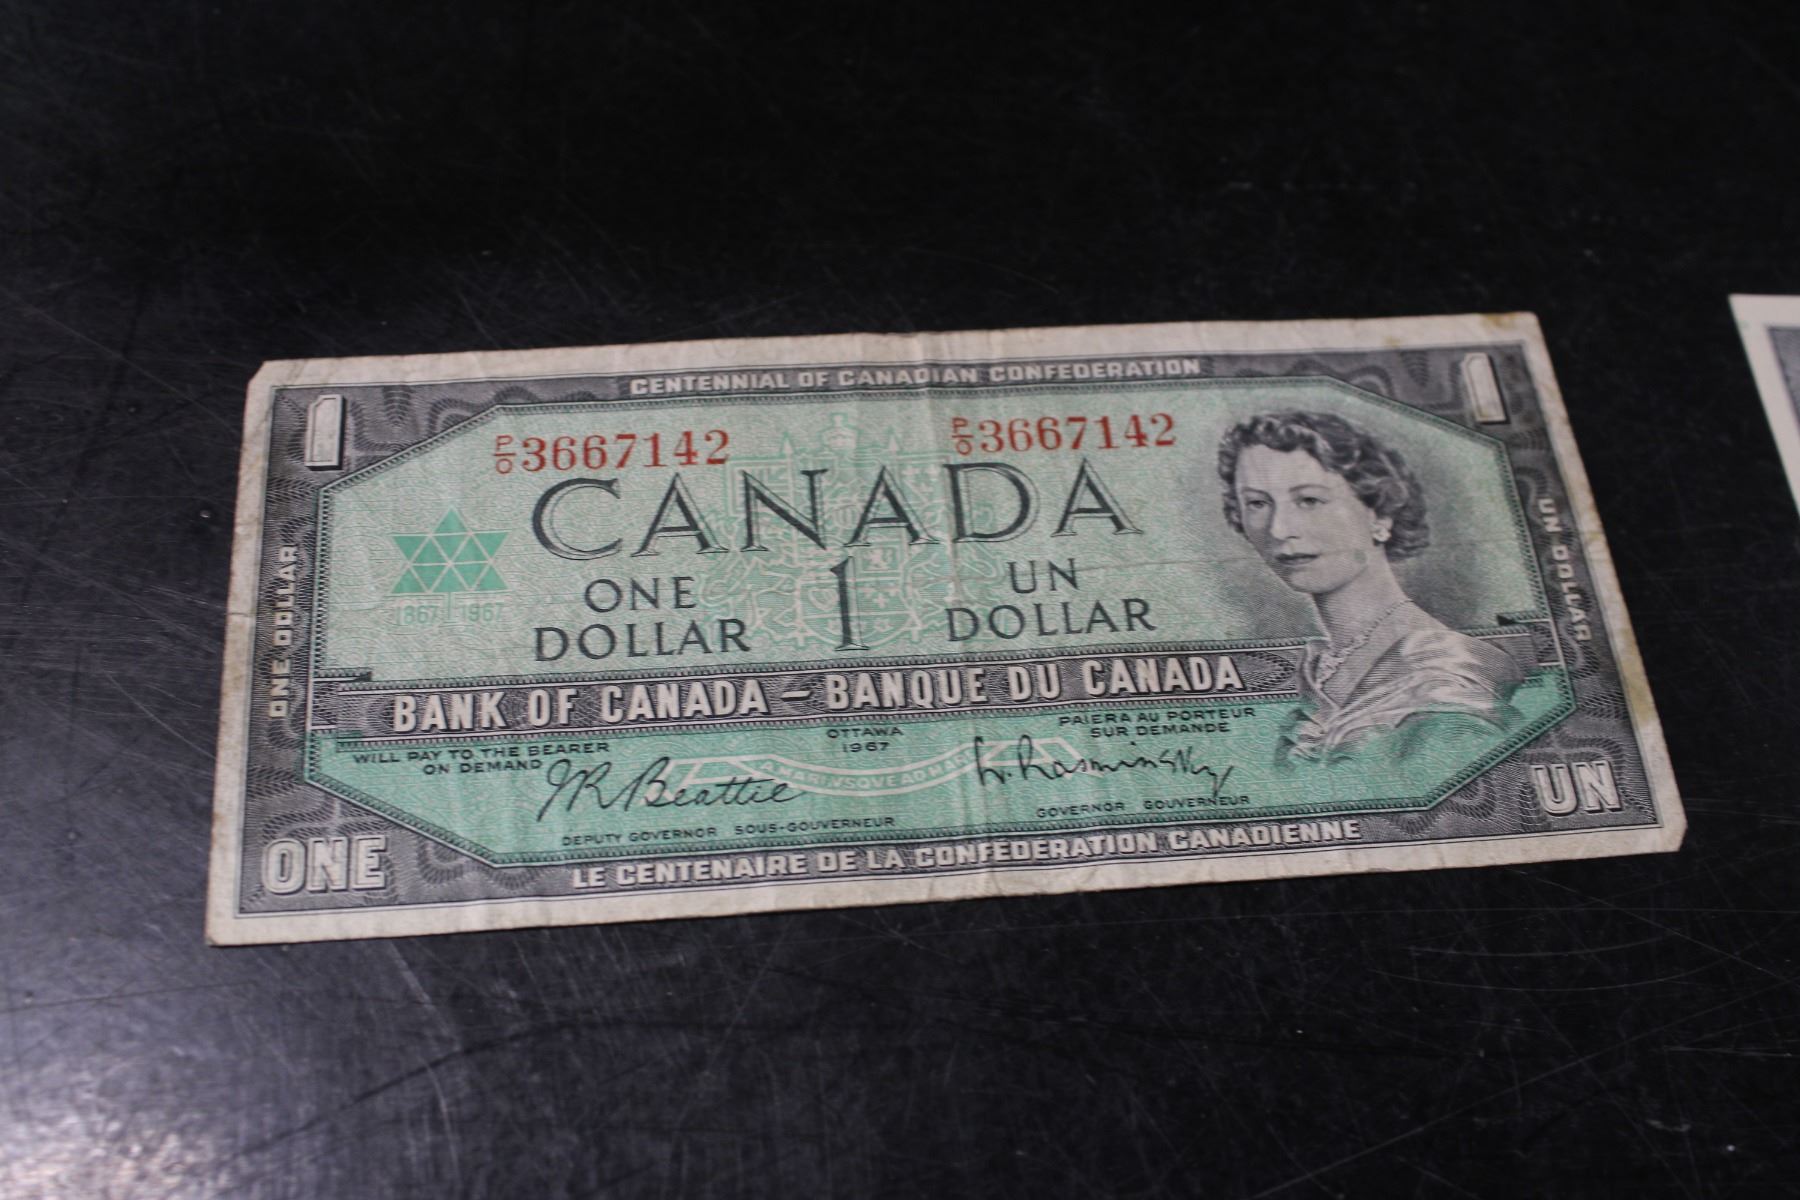 CENTENNIAL OF CANADIAN CONFEDERATION
1 1
P/O 3667142 P/O 3667142
CANADA
1867 1967
ONE DOLLAR
1
UN DOLLAR
ONE DOLLAR
UN DOLLAR
BANK OF CANADA – BANQUE DU CANADA
WILL PAY TO THE BEARER
ON DEMAND
OTTAWA
1967
PAIERA AU PORTEUR
SUR DEMANDE
A MARI USQVE AD MARE
J.R. Beattie
L. Rasminsky
DEPUTY GOVERNOR SOUS-GOUVERNEUR
GOVERNOR GOUVERNEUR
ONE
UN
LE CENTENAIRE DE LA CONFÉDÉRATION CANADIENNE